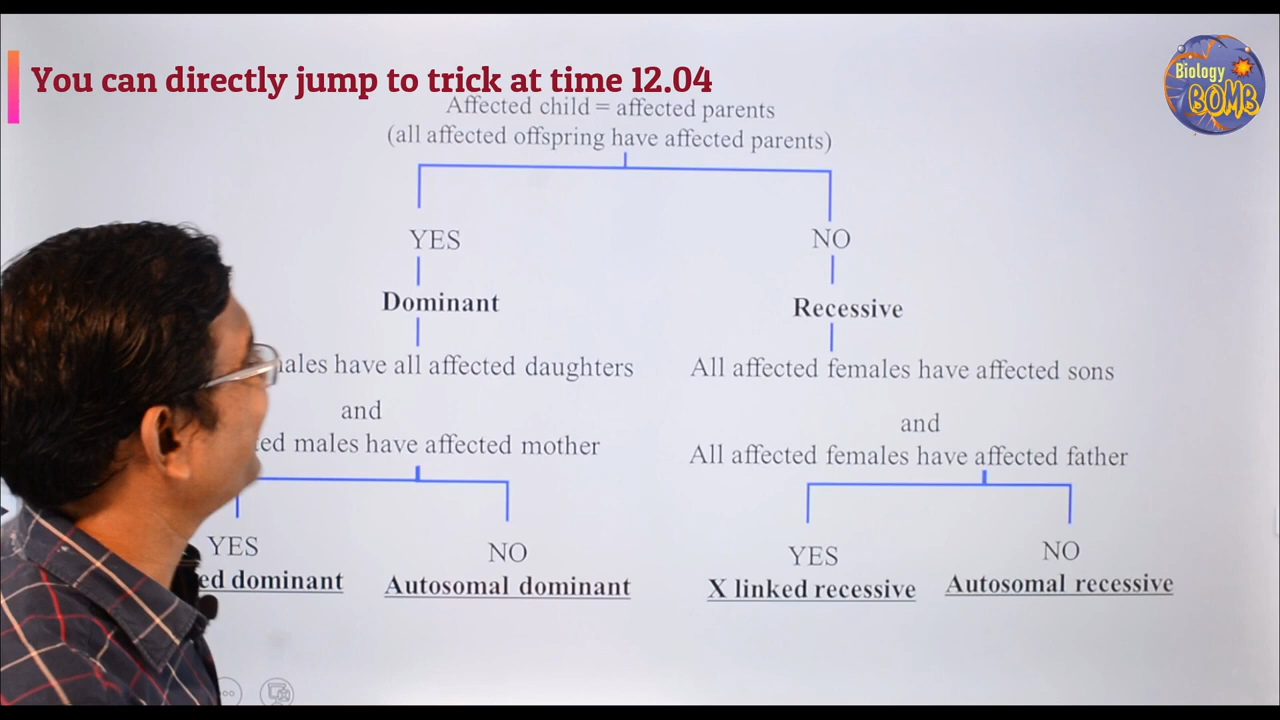 You can directly jump to trick at time 12.04
Biology
BOMB
Affected child = affected parents
(all affected offspring have affected parents)
YES
NO
Dominant
Recessive
males have all affected daughters
All affected females have affected sons
and
and
males have affected mother
All affected females have affected father
YES
NO
YES
NO
dominant
Autosomal dominant
X linked recessive
Autosomal recessive